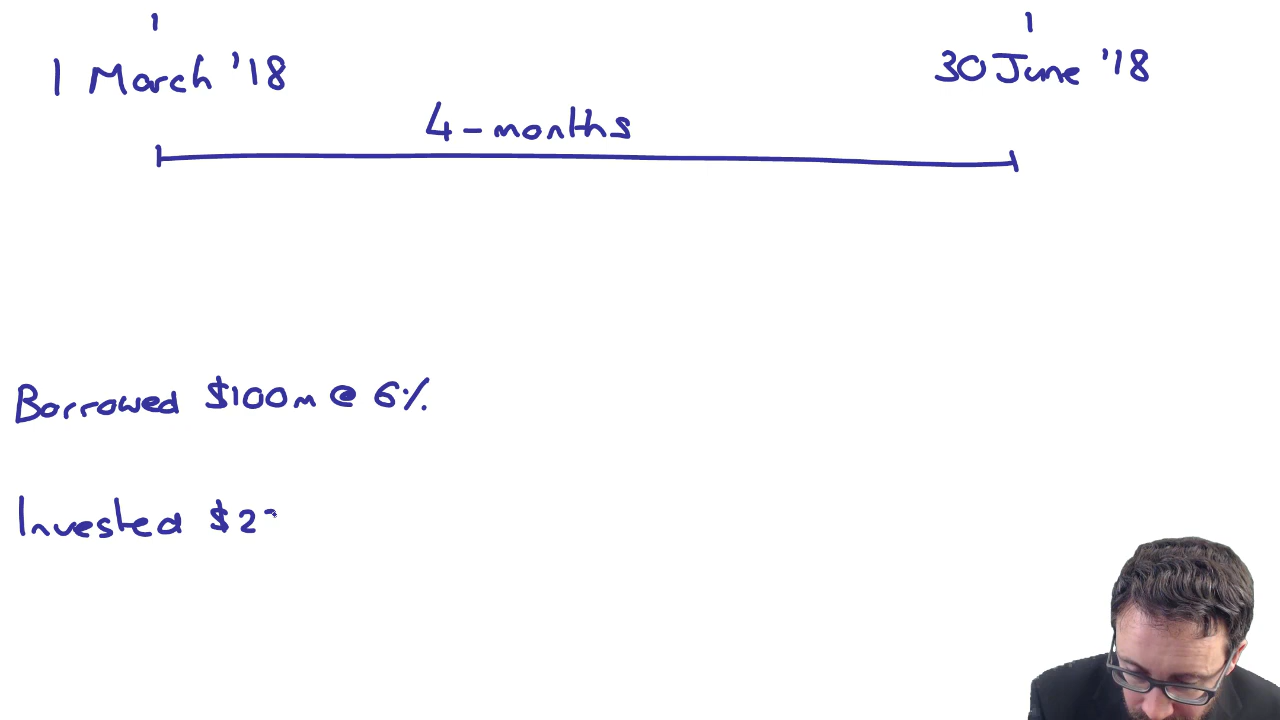 1 March '18
30 June '18
4-months
Borrowed $100m @ 6%
Invested $2